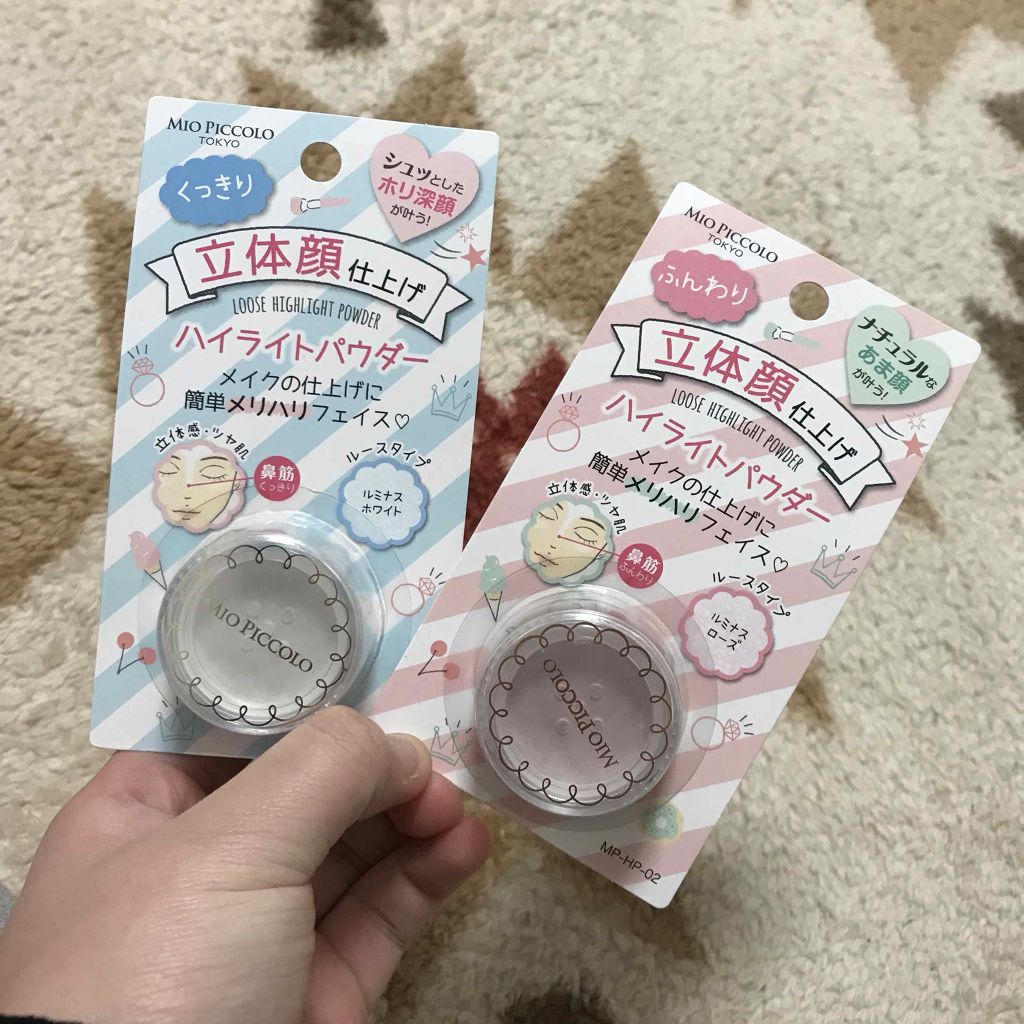 MIO PICCOLO
TOKYO
くっきり
シュッとした
ホリ深顔
が叶う!
立体顔仕上げ
LOOSE HIGHLIGHT POWDER
ハイライトパウダー
メイクの仕上げに
簡単メリハリフェイス♡
立体感・ツヤ肌
鼻筋
くっきり
ルースタイプ
ルミナス
ホワイト
MIO PICCOLO
MIO PICCOLO
TOKYO
ふんわり
ナチュラルな
あま顔
が叶う!
立体顔仕上げ
LOOSE HIGHLIGHT POWDER
ハイライトパウダー
メイクの仕上げに
簡単メリハリフェイス♡
立体感・ツヤ肌
鼻筋
ふんわり
ルースタイプ
ルミナス
ローズ
MIO PICCOLO
MP-HP-02